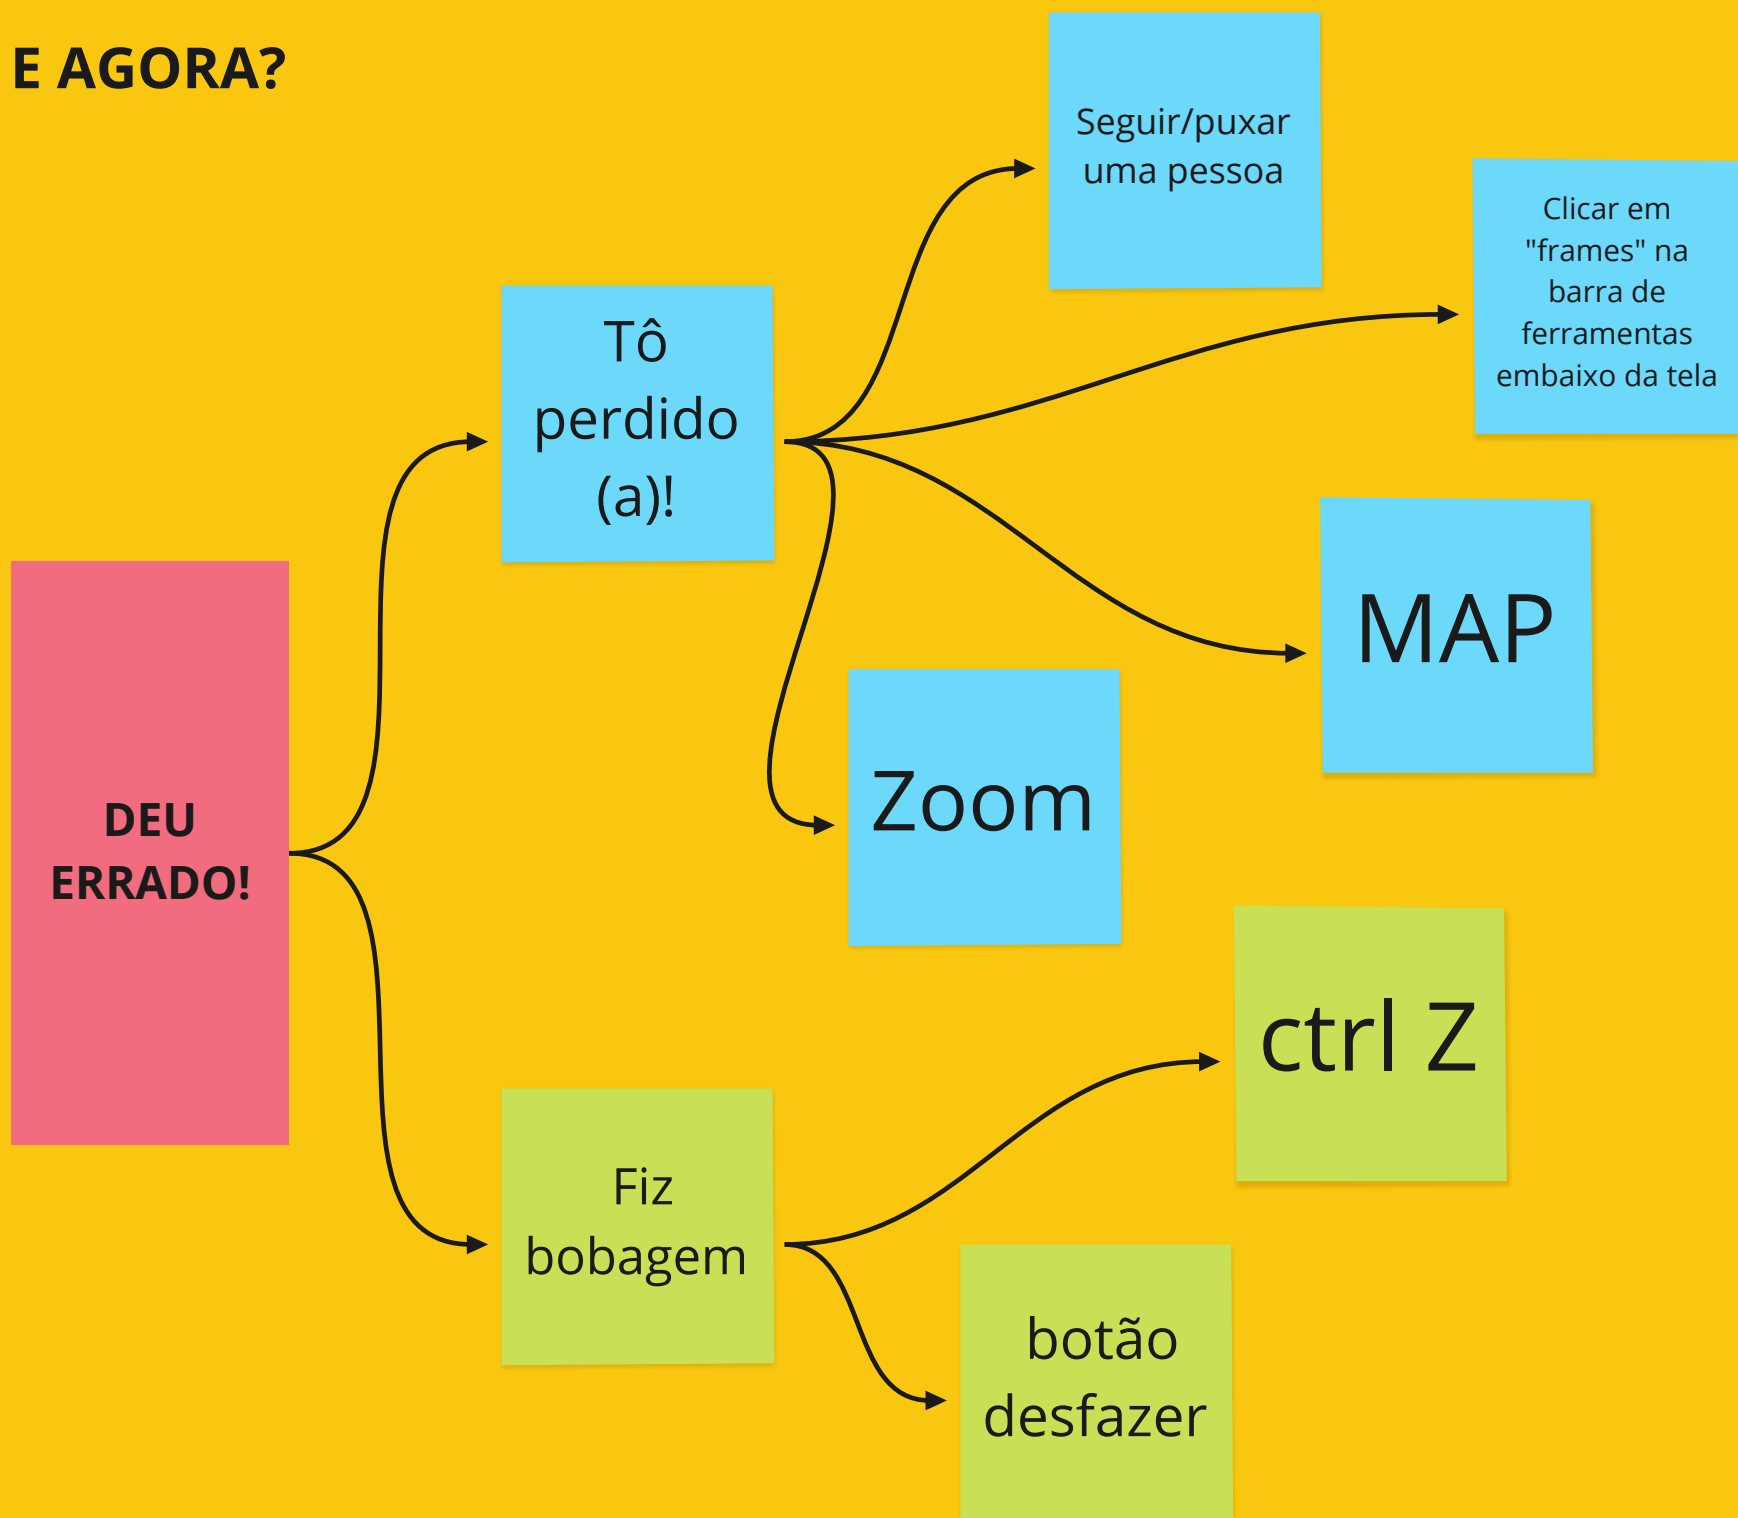 E AGORA?
Seguir/puxar
uma pessoa
Clicar em
"frames" na
barra de
ferramentas
embaixo da tela
Tô
perdido
(a)!
MAP
Zoom
DEU
ERRADO!
ctrl Z
Fiz
bobagem
botão
desfazer